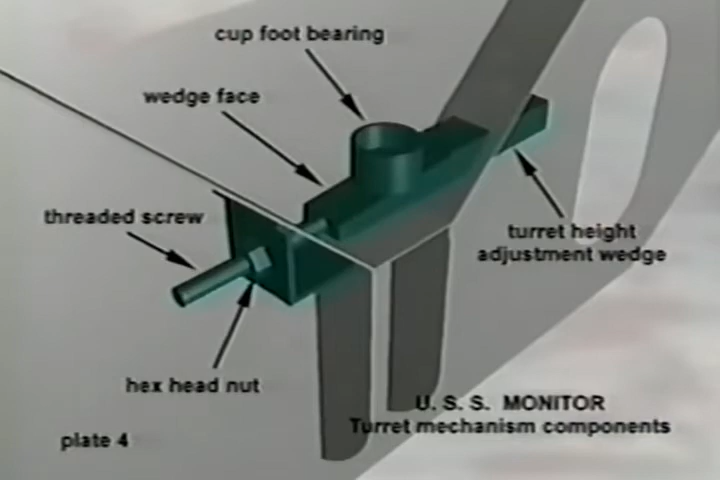 cup foot bearing
wedge face
threaded screw
turret height
adjustment wedge
hex head nut
U. S. S. MONITOR
Turret mechanism components
plate 4